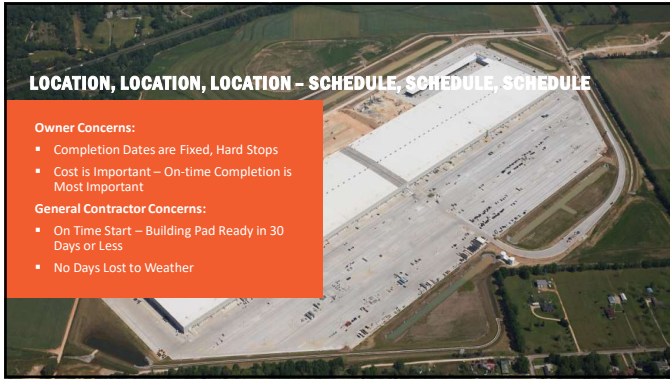 LOCATION, LOCATION, LOCATION – SCHEDULE, SCHEDULE, SCHEDULE
Owner Concerns:
▪ Completion Dates are Fixed, Hard Stops
▪ Cost is Important – On-time Completion is
Most Important
General Contractor Concerns:
▪ On Time Start – Building Pad Ready in 30
Days or Less
▪ No Days Lost to Weather